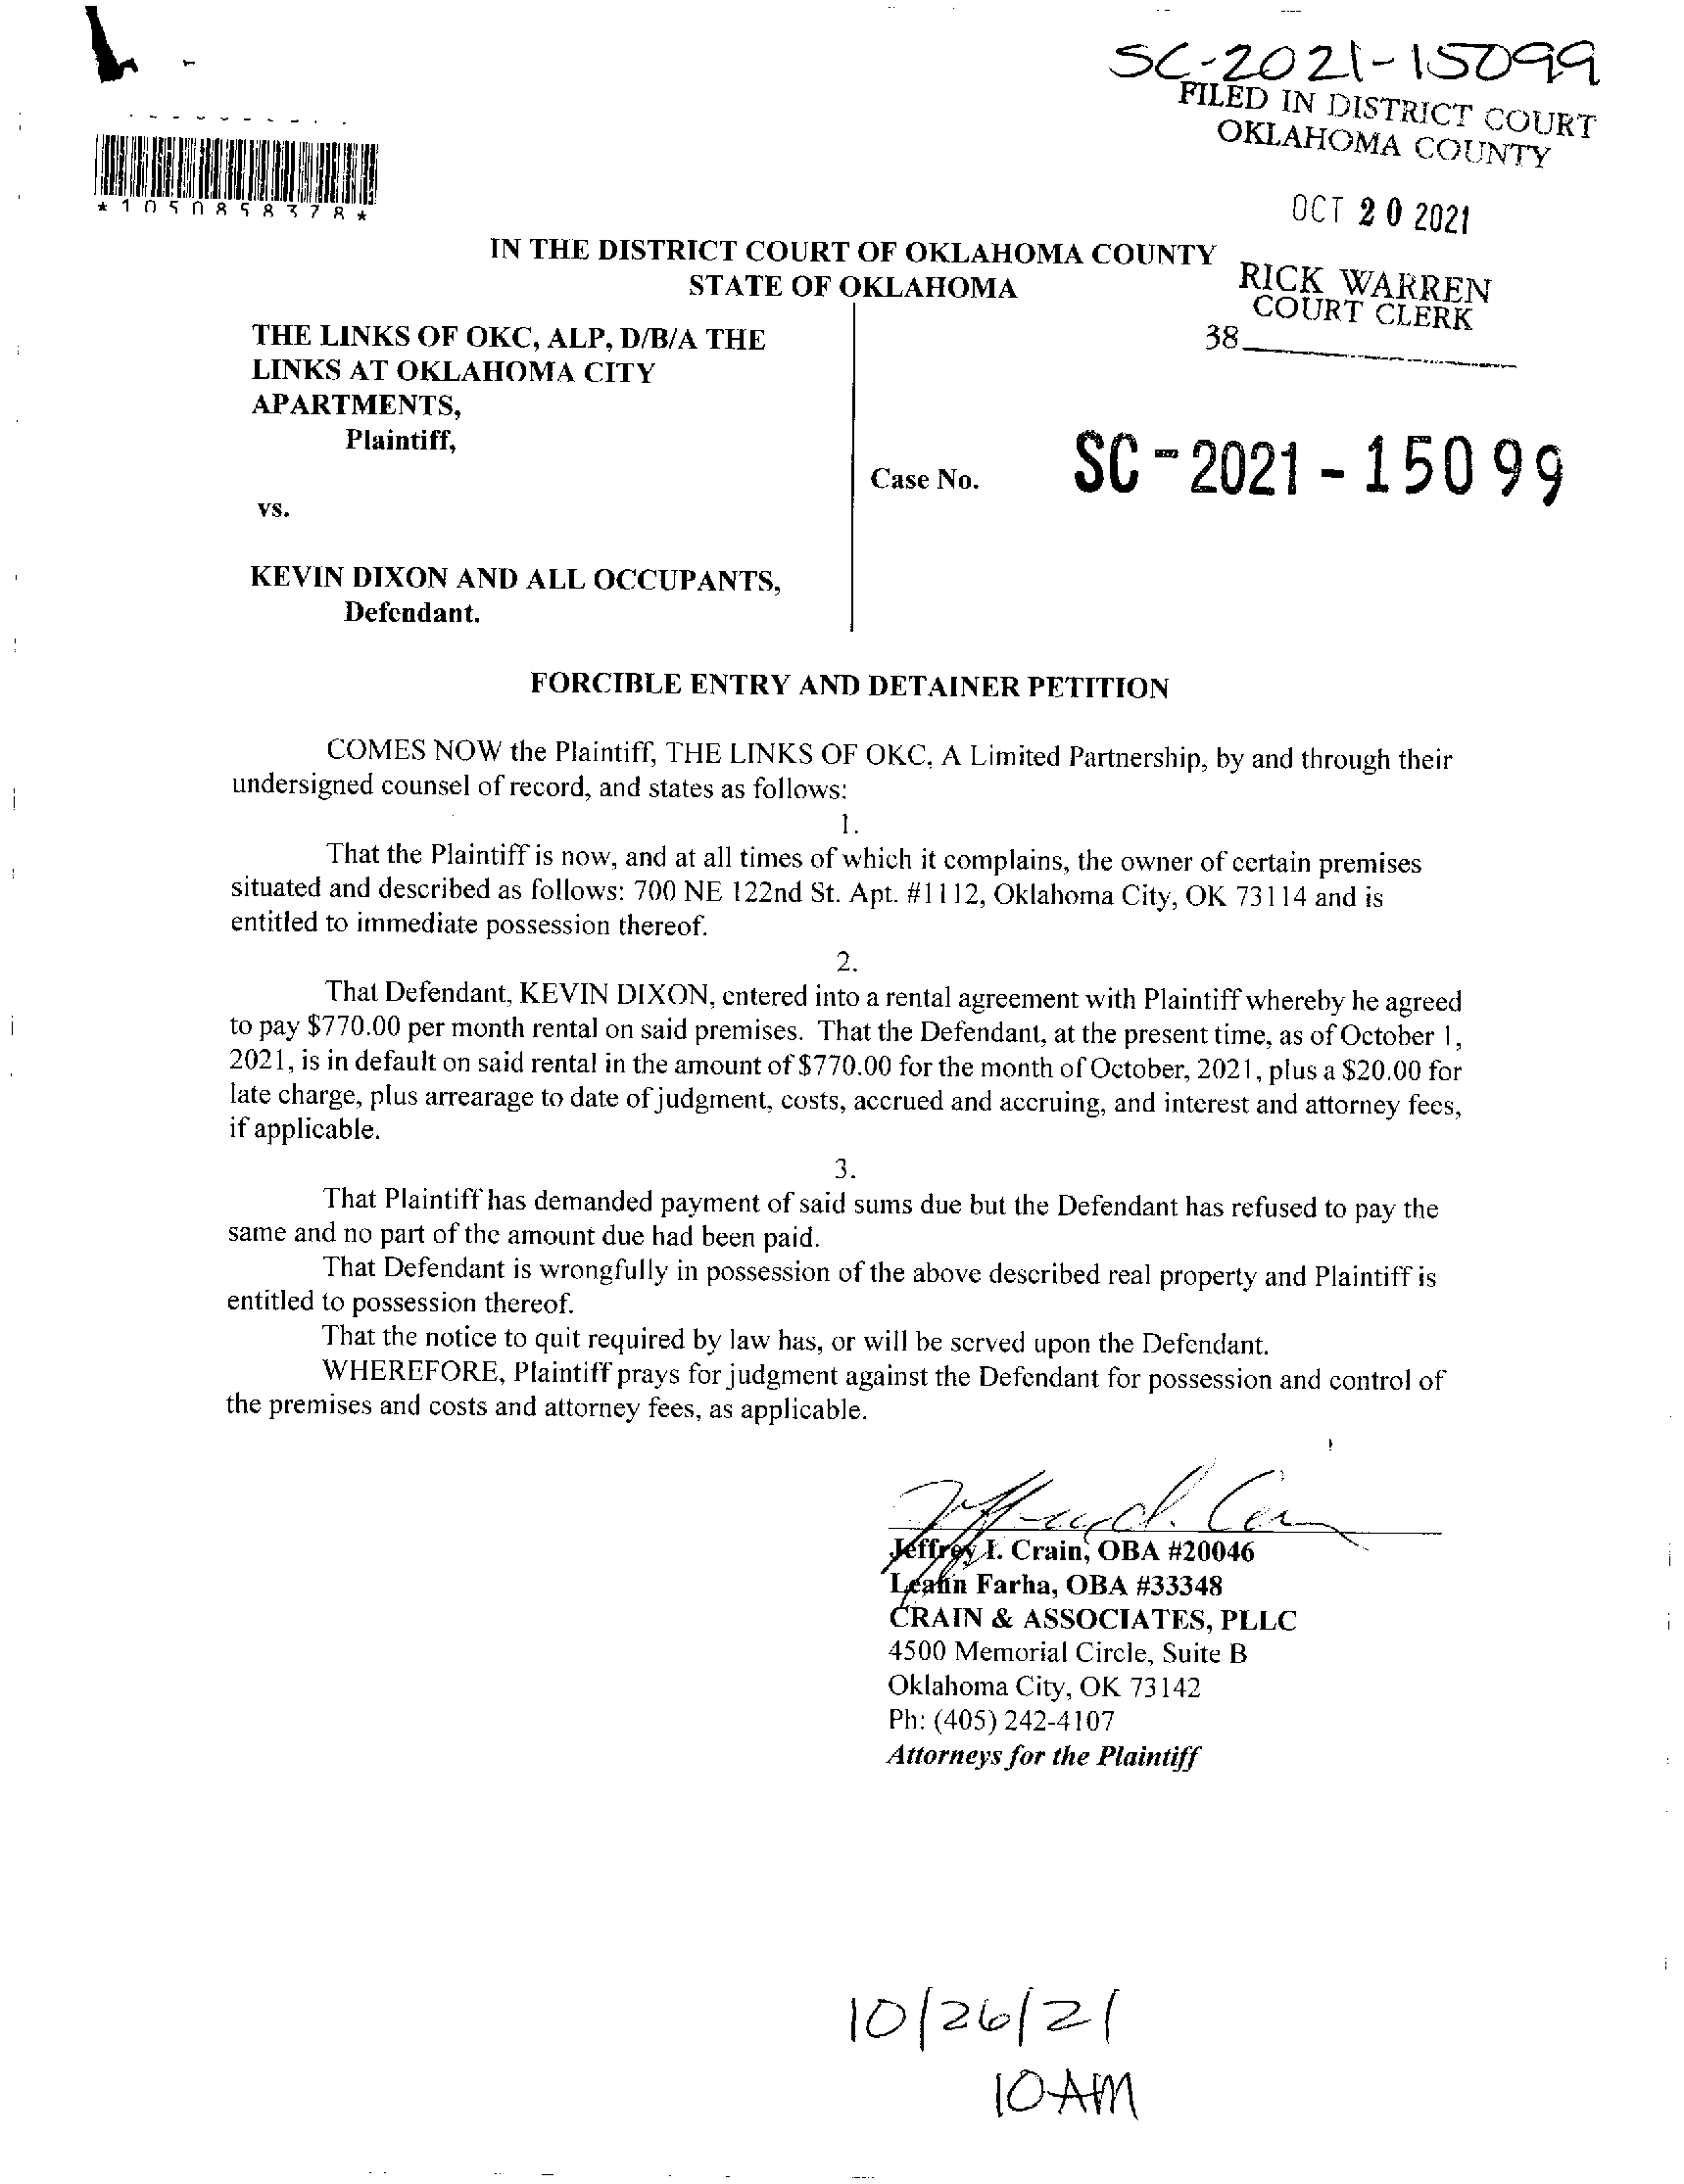 SC-2021-15099
FILED IN DISTRICT COURT
OKLAHOMA COUNTY
*1050858378*
OCT 20 2021
IN THE DISTRICT COURT OF OKLAHOMA COUNTY
STATE OF OKLAHOMA
RICK WARREN
COURT CLERK
38
THE LINKS OF OKC, ALP, D/B/A THE
LINKS AT OKLAHOMA CITY
APARTMENTS,
Plaintiff,
Case No. SC-2021-15099
vs.
KEVIN DIXON AND ALL OCCUPANTS,
Defendant.
FORCIBLE ENTRY AND DETAINER PETITION
COMES NOW the Plaintiff, THE LINKS OF OKC, A Limited Partnership, by and through their
undersigned counsel of record, and states as follows:
1.
That the Plaintiff is now, and at all times of which it complains, the owner of certain premises
situated and described as follows: 700 NE 122nd St. Apt. #1112, Oklahoma City, OK 73114 and is
entitled to immediate possession thereof.
2.
That Defendant, KEVIN DIXON, entered into a rental agreement with Plaintiff whereby he agreed
to pay $770.00 per month rental on said premises. That the Defendant, at the present time, as of October 1,
2021, is in default on said rental in the amount of $770.00 for the month of October, 2021, plus a $20.00 for
late charge, plus arrearage to date of judgment, costs, accrued and accruing, and interest and attorney fees,
if applicable.
3.
That Plaintiff has demanded payment of said sums due but the Defendant has refused to pay the
same and no part of the amount due had been paid.
That Defendant is wrongfully in possession of the above described real property and Plaintiff is
entitled to possession thereof.
That the notice to quit required by law has, or will be served upon the Defendant.
WHEREFORE, Plaintiff prays for judgment against the Defendant for possession and control of
the premises and costs and attorney fees, as applicable.
Jeffrey I. Crain, OBA #20046
Leann Farha, OBA #33348
CRAIN & ASSOCIATES, PLLC
4500 Memorial Circle, Suite B
Oklahoma City, OK 73142
Ph: (405) 242-4107
Attorneys for the Plaintiff
10/26/21
10 AM